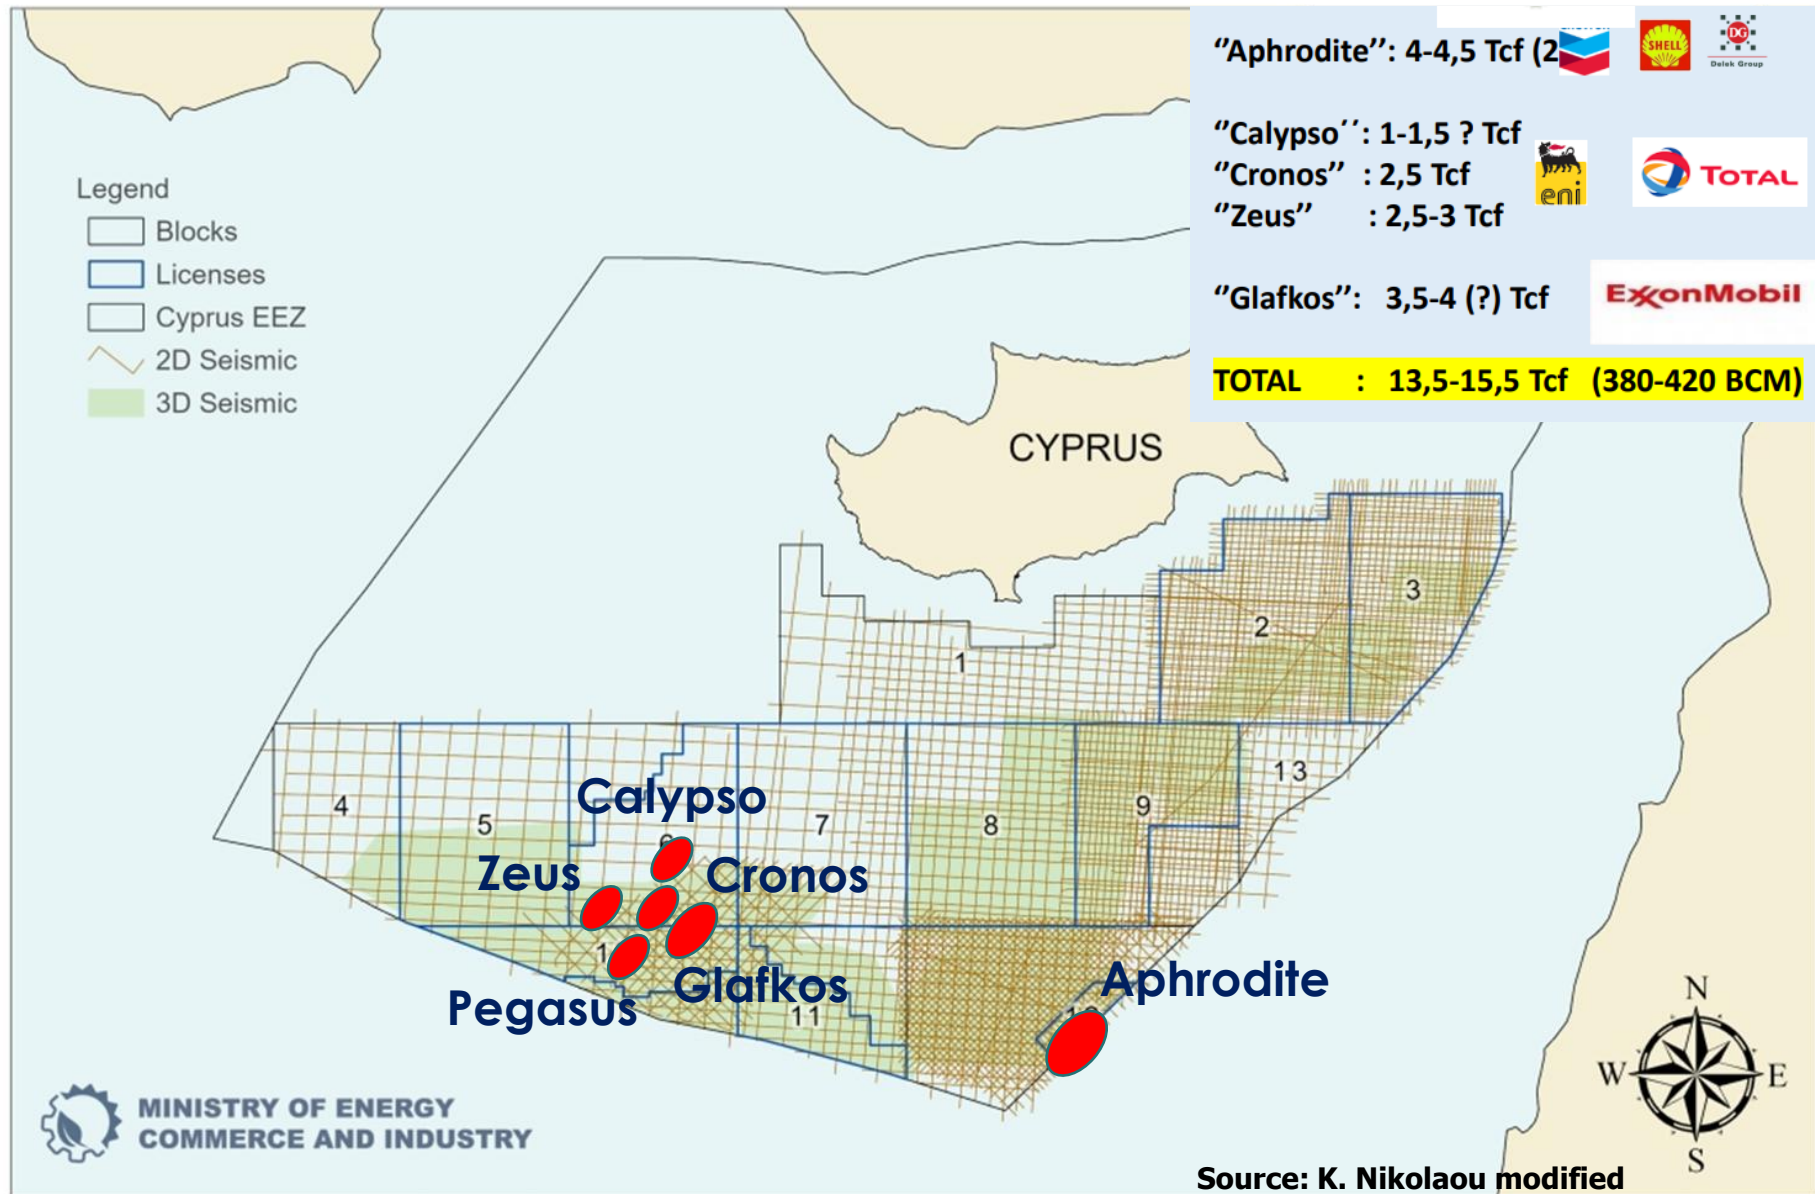 Legend
Blocks
Licenses
Cyprus EEZ
2D Seismic
3D Seismic
‘’Aphrodite’’: 4-4,5 Tcf (2
SHELL
DG
Delek Group
‘’Calypso´´: 1-1,5 ? Tcf
‘’Cronos’’ : 2,5 Tcf
‘’Zeus’’ : 2,5-3 Tcf
eni
TOTAL
‘’Glafkos’’: 3,5-4 (?) Tcf
ExxonMobil
TOTAL : 13,5-15,5 Tcf (380-420 BCM)
CYPRUS
3
2
1
13
4
5
7
8
9
Calypso
Zeus
Cronos
Pegasus
Glafkos
11
Aphrodite
N
W
E
S
MINISTRY OF ENERGY
COMMERCE AND INDUSTRY
Source: K. Nikolaou modified